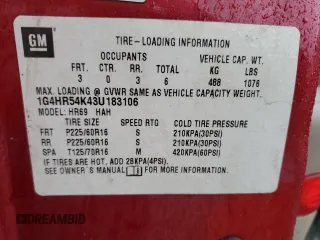 GM
TIRE-LOADING INFORMATION
OCCUPANTS VEHICLE CAP. WT.
FRT. CTR. RR. TOTAL KG LBS
3 0 3 6 488 1076
MAX. LOADING @ GVWR SAME AS VEHICLE CAPACITY WEIGHT.
1G4HR54K43U183106
MODEL: HR69 HAH
TIRE SIZE SPEED RTG COLD TIRE PRESSURE
FRT P225/60R16 S 210KPA(30PSI)
RR P225/60R16 S 210KPA(30PSI)
SPA T125/70R16 M 420KPA(60PSI)
IF TIRES ARE HOT, ADD 28KPA(4PSI).
SEE OWNER'S MANUAL FOR ADDITIONAL INFORMATION.
© DREAMBID